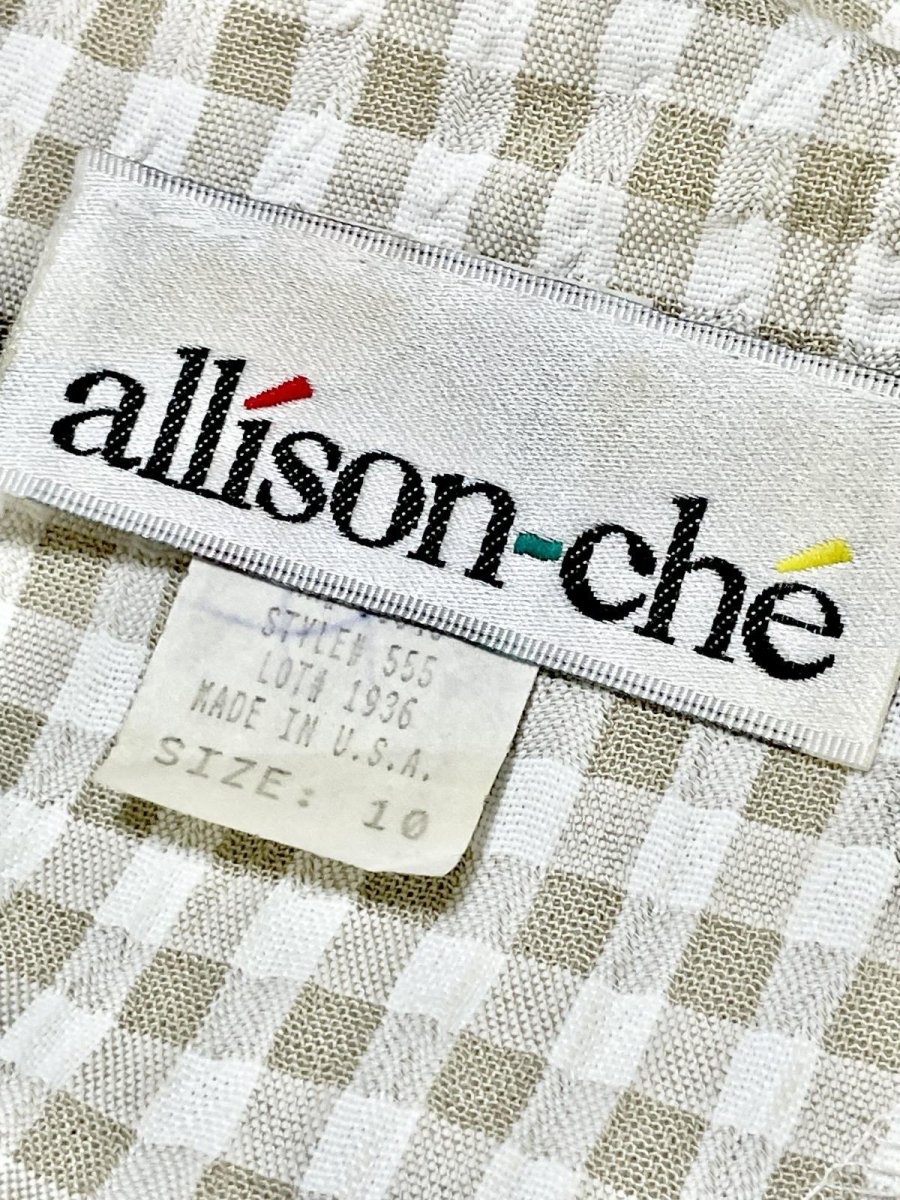 allíson-ché
STYLE# 555
LOT# 1936
MADE IN U.S.A.
SIZE: 10